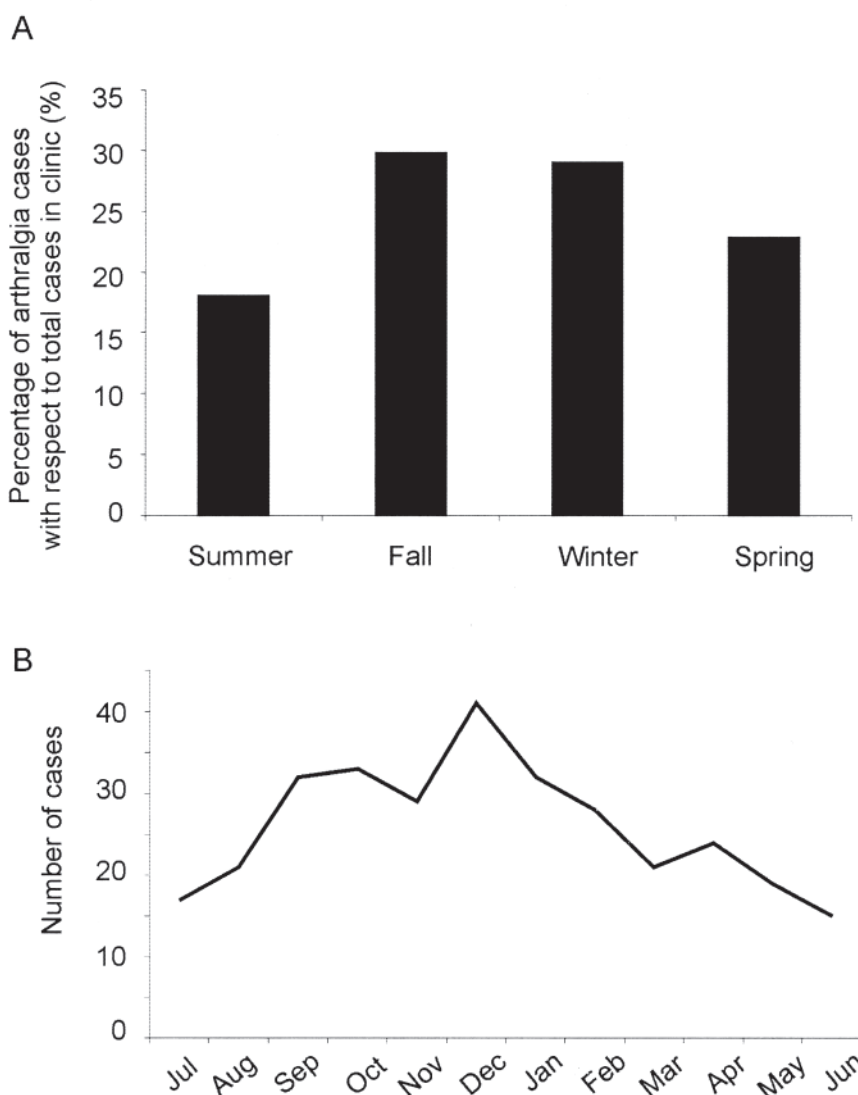 A
Percentage of arthralgia cases
with respect to total cases in clinic (%)
35
30
25
20
15
10
5
0
Summer Fall Winter Spring
B
Number of cases
40
30
20
10
0
Jul Aug Sep Oct Nov Dec Jan Feb Mar Apr May Jun